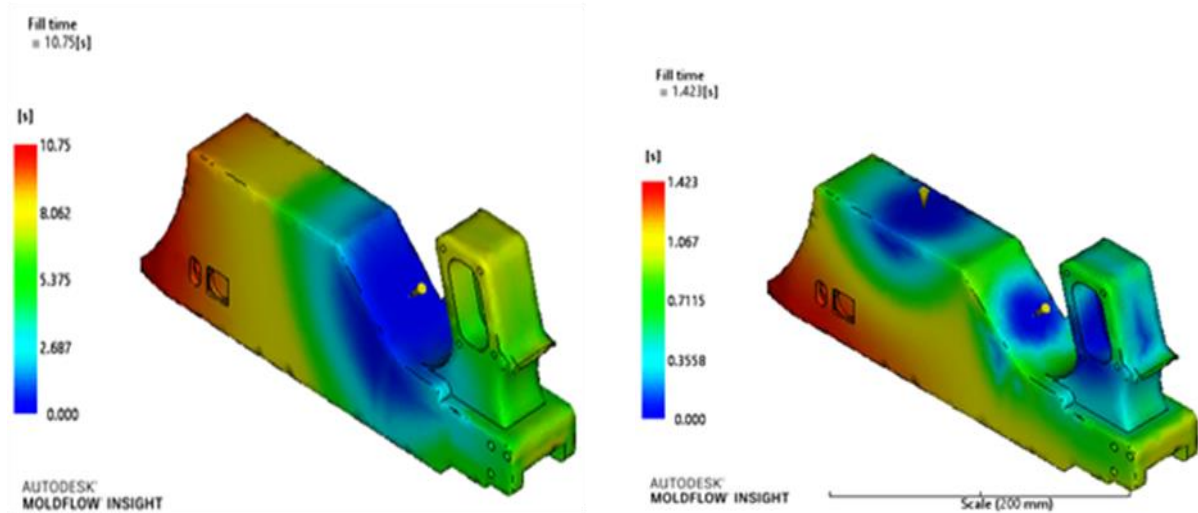 Fill time
= 10.75[s]
[s]
10.75
8.062
5.375
2.687
0.000
AUTODESK®
MOLDFLOW® INSIGHT
Fill time
= 1.423[s]
[s]
1.423
1.067
0.7115
0.3558
0.000
AUTODESK®
MOLDFLOW® INSIGHT
Scale (200 mm)